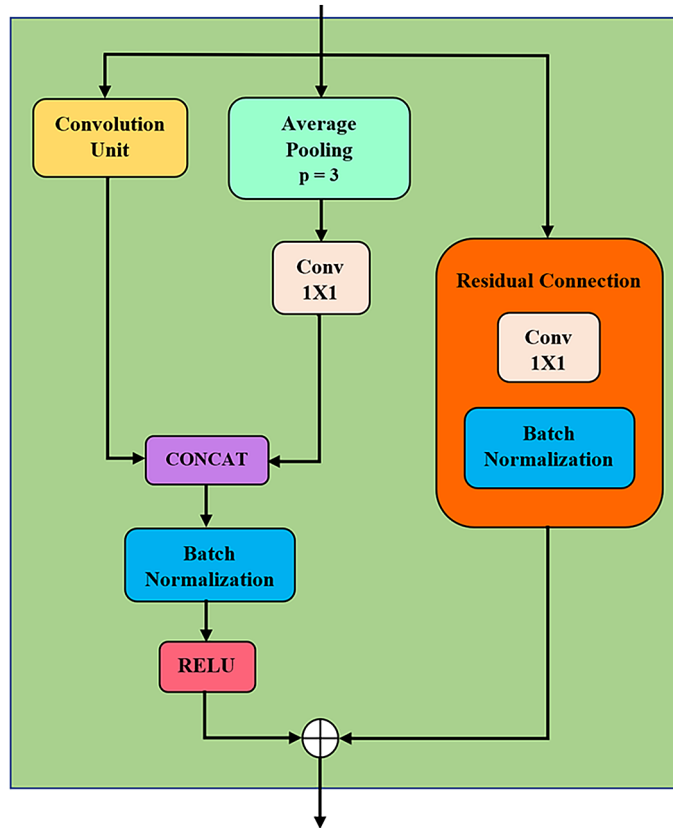 Convolution
Unit
Average
Pooling
p = 3
Conv
1X1
Residual Connection
Conv
1X1
Batch
Normalization
CONCAT
Batch
Normalization
RELU